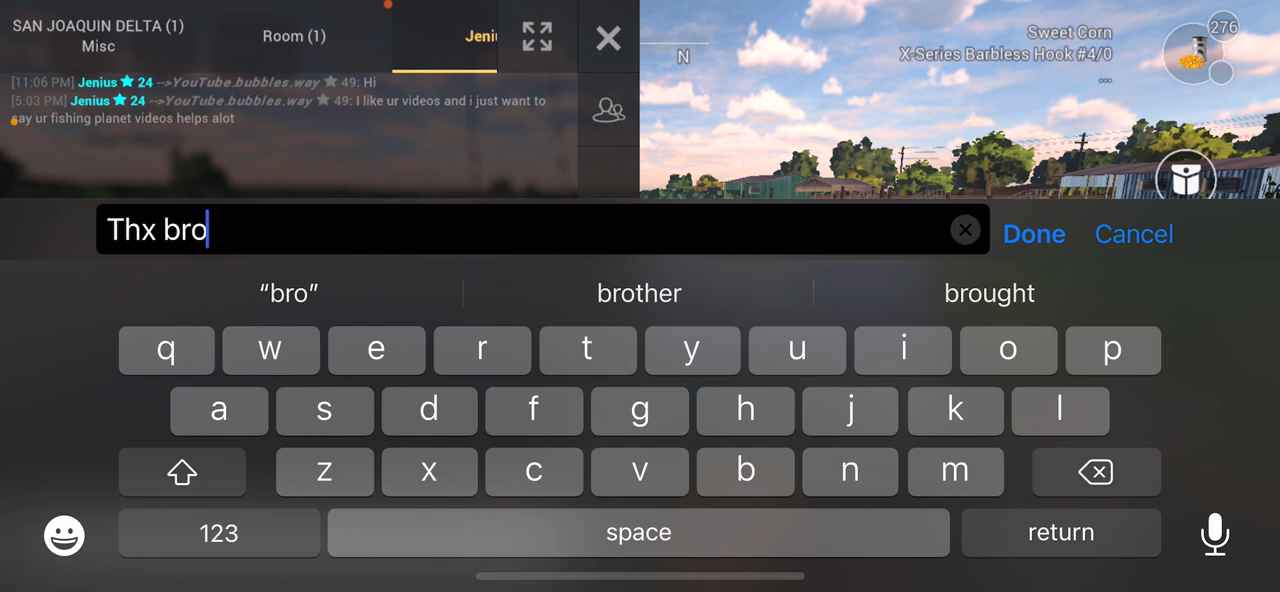 SAN JOAQUIN DELTA (1)
Misc
Room (1)
Jeni
[11:06 PM] Jenius ★ 24 -->YouTube.bubbles.way ★ 49: Hi
[5:03 PM] Jenius ★ 24 -->YouTube.bubbles.way ★ 49: I like ur videos and i just want to
say ur fishing planet videos helps alot
N
Sweet Corn
X-Series Barbless Hook #4/0
...
276
Thx bro
Done
Cancel
“bro”
brother
brought
q w e r t y u i o p
a s d f g h j k l
z x c v b n m
123
space
return